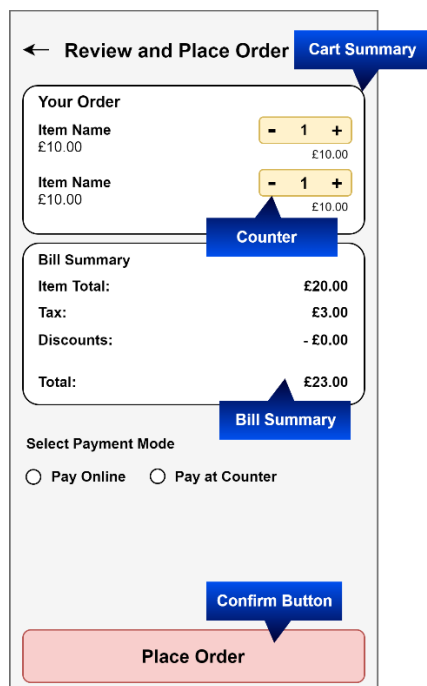 ← Review and Place Order
Cart Summary
Your Order
Item Name
£10.00
- 1 +
£10.00
Item Name
£10.00
- 1 +
£10.00
Counter
Bill Summary
Item Total: £20.00
Tax: £3.00
Discounts: - £0.00
Total: £23.00
Bill Summary
Select Payment Mode
Pay Online Pay at Counter
Confirm Button
Place Order